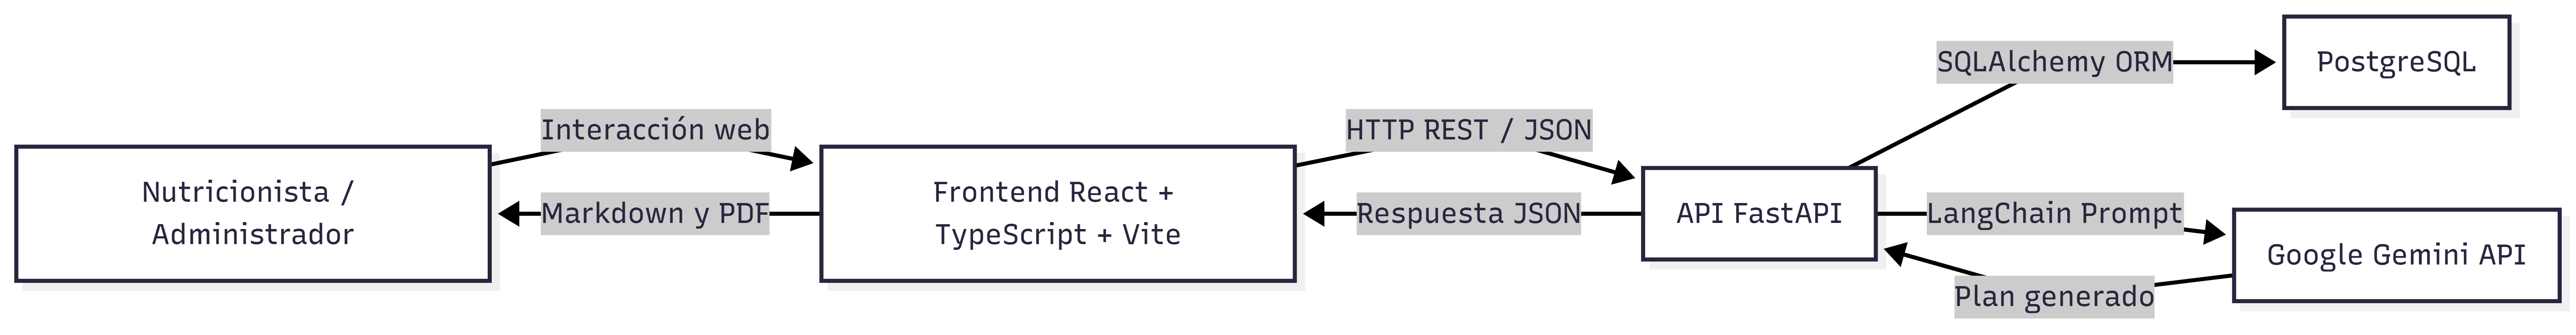 Nutricionista /
Administrador
Interacción web
Markdown y PDF
Frontend React +
TypeScript + Vite
HTTP REST / JSON
Respuesta JSON
API FastAPI
SQLAlchemy ORM
PostgreSQL
LangChain Prompt
Plan generado
Google Gemini API